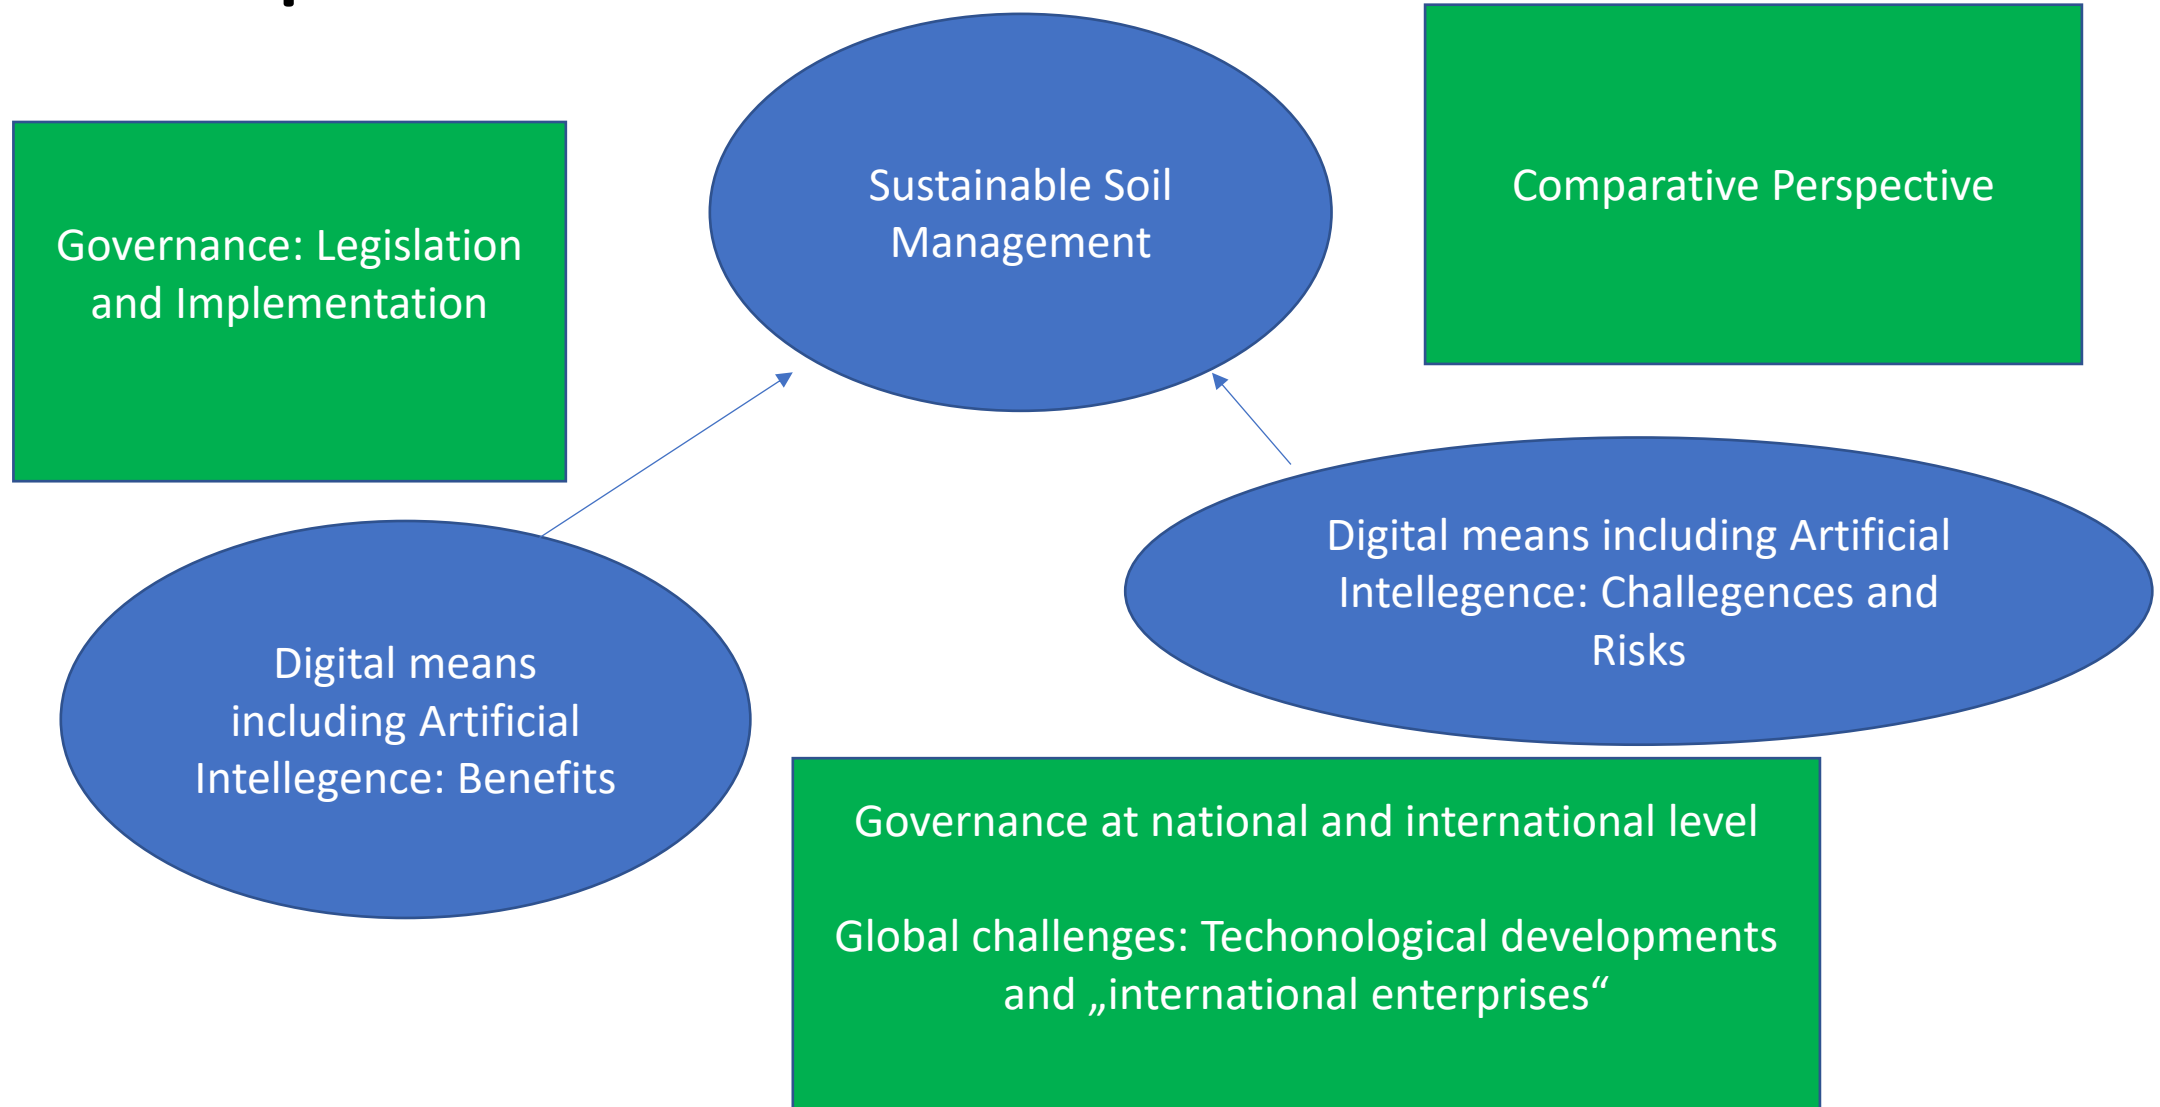 Sustainable Soil
Management
Comparative Perspective
Governance: Legislation
and Implementation
Digital means including Artificial
Intellegence: Challegences and
Risks
Digital means
including Artificial
Intellegence: Benefits
Governance at national and international level
Global challenges: Techonological developments
and „international enterprises“